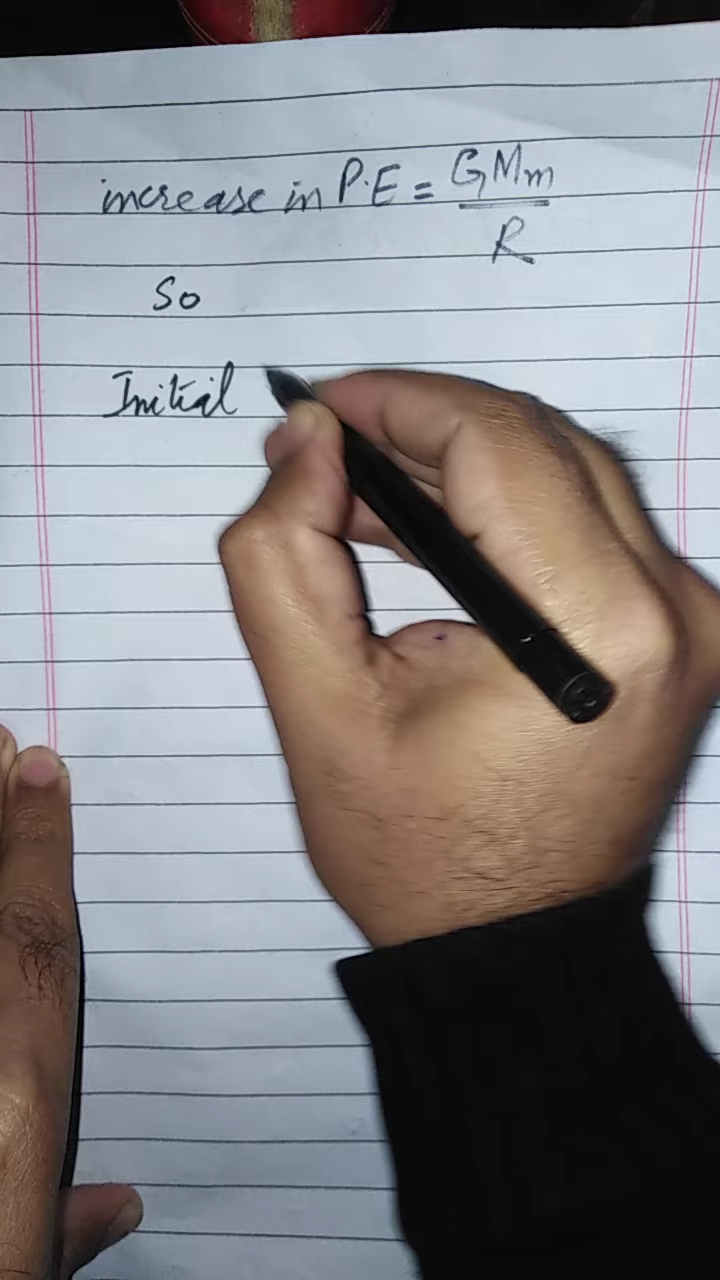 increase in P.E = GMm / R
So
Initial